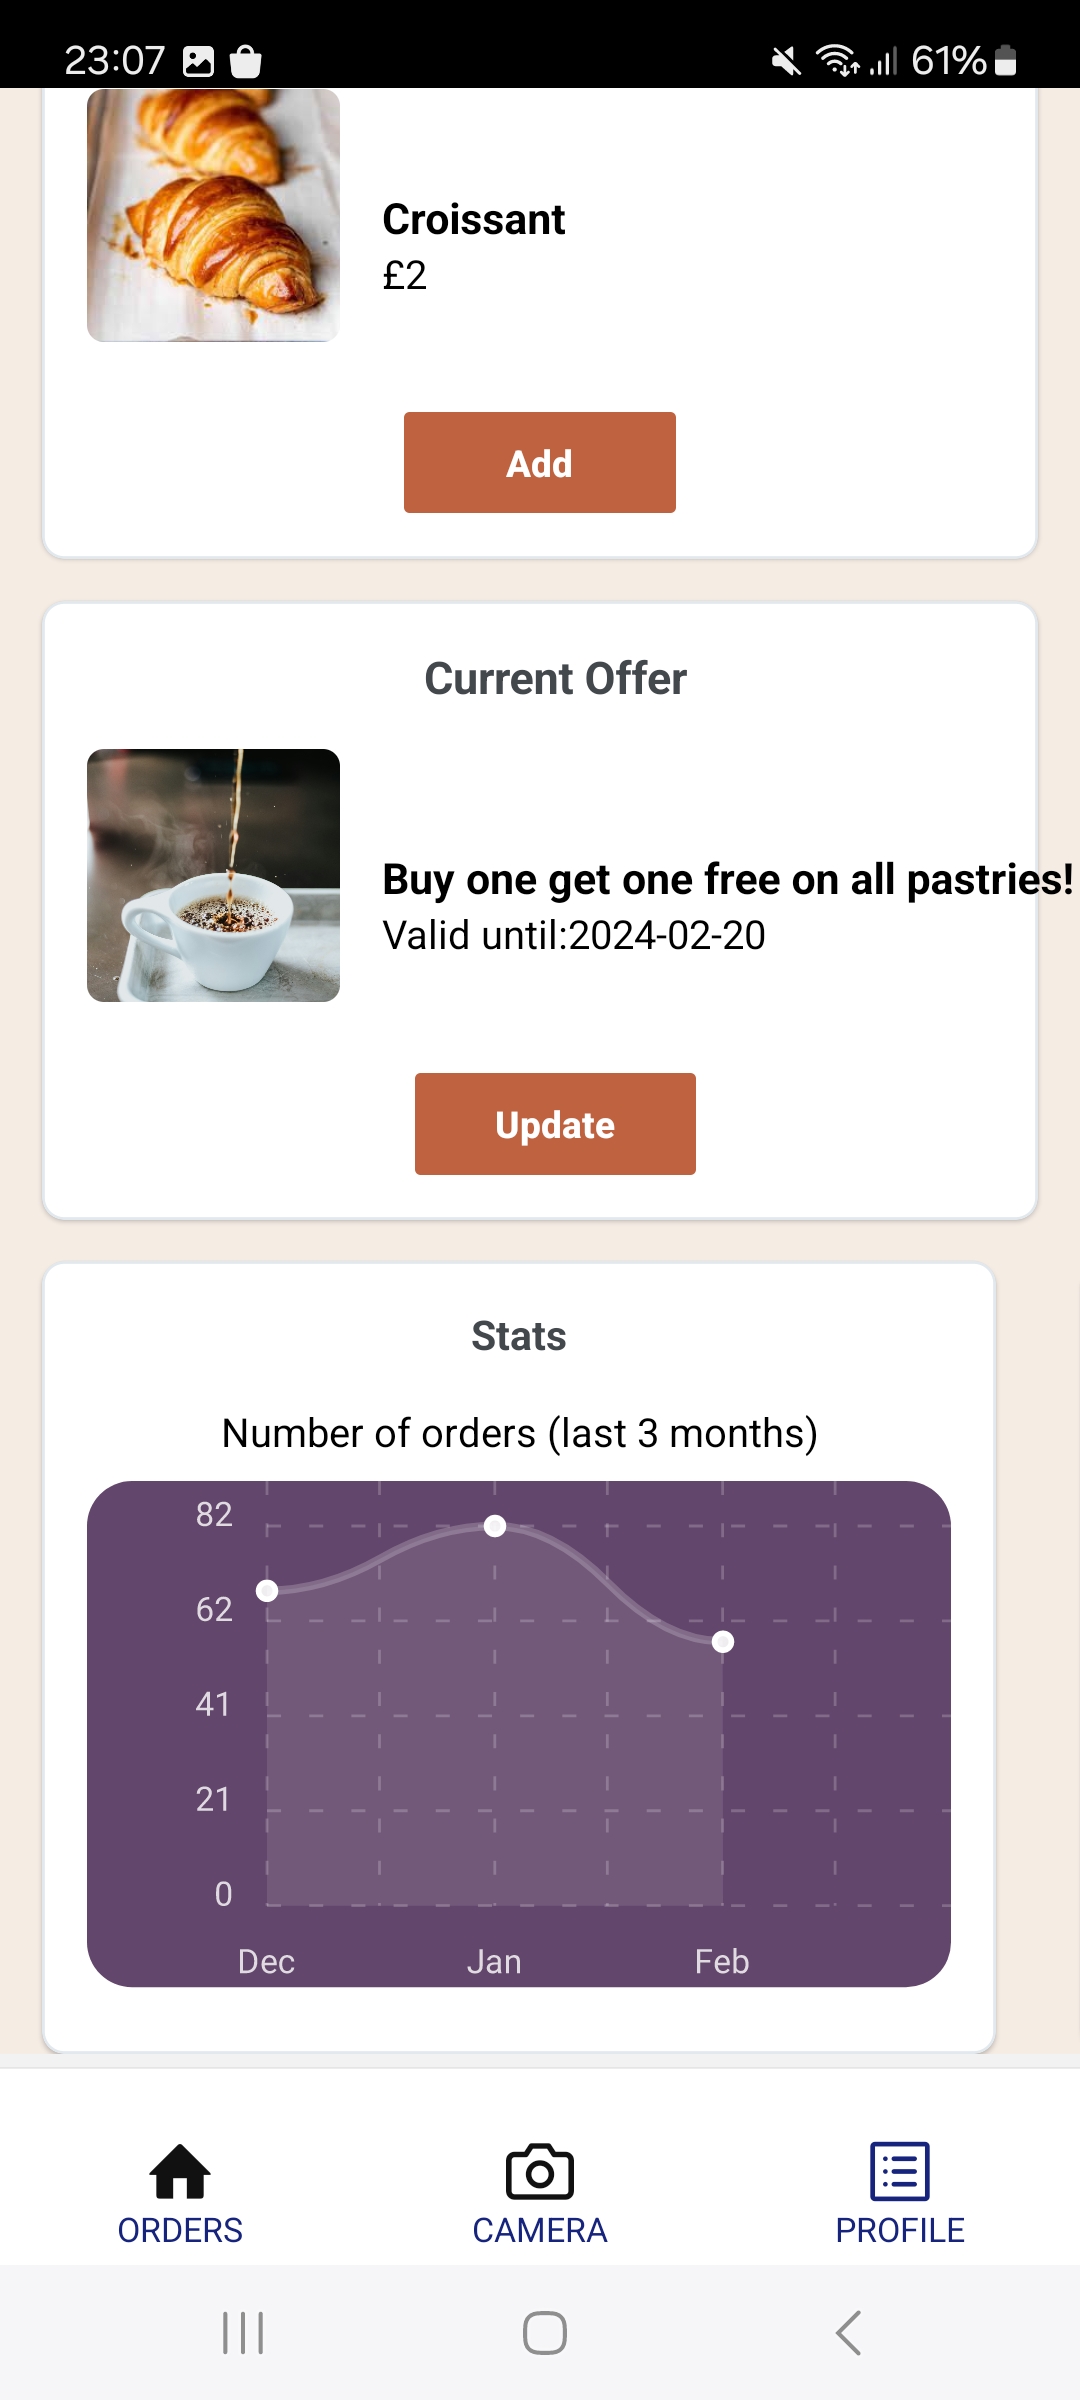 23:07
61%
Croissant
£2
Add
Current Offer
Buy one get one free on all pastries!
Valid until:2024-02-20
Update
Stats
Number of orders (last 3 months)
82
62
41
21
0
Dec Jan Feb
ORDERS CAMERA PROFILE